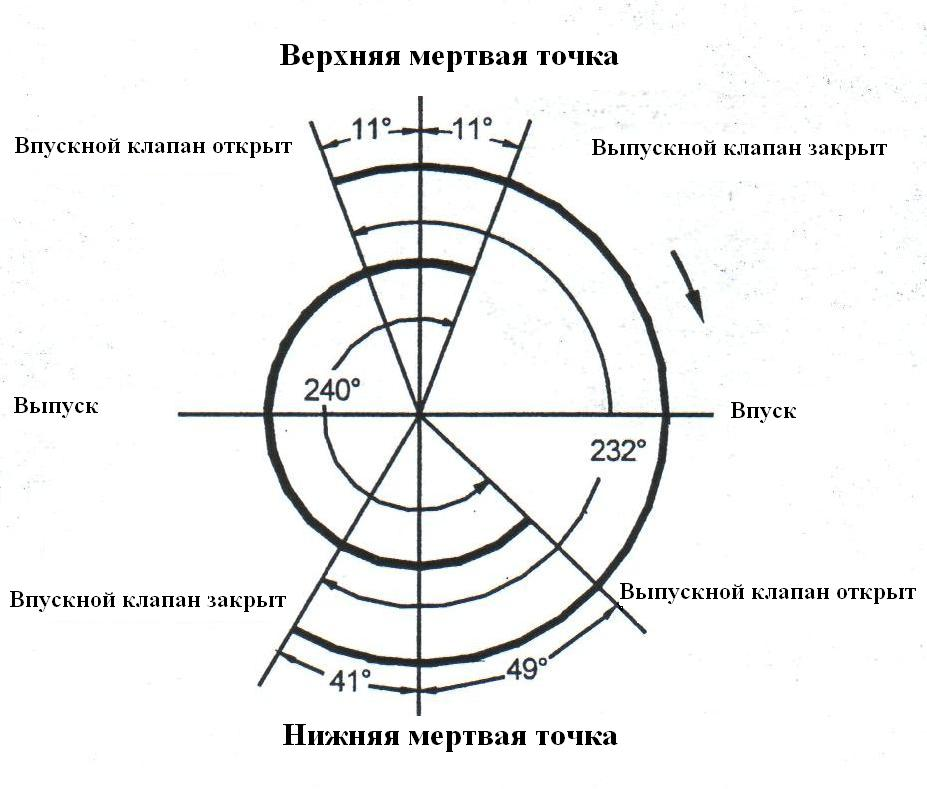 Верхняя мертвая точка
11° 11°
Впускной клапан открыт
Выпускной клапан закрыт
240°
Выпуск
Впуск
232°
Впускной клапан закрыт
Выпускной клапан открыт
41°
49°
Нижняя мертвая точка